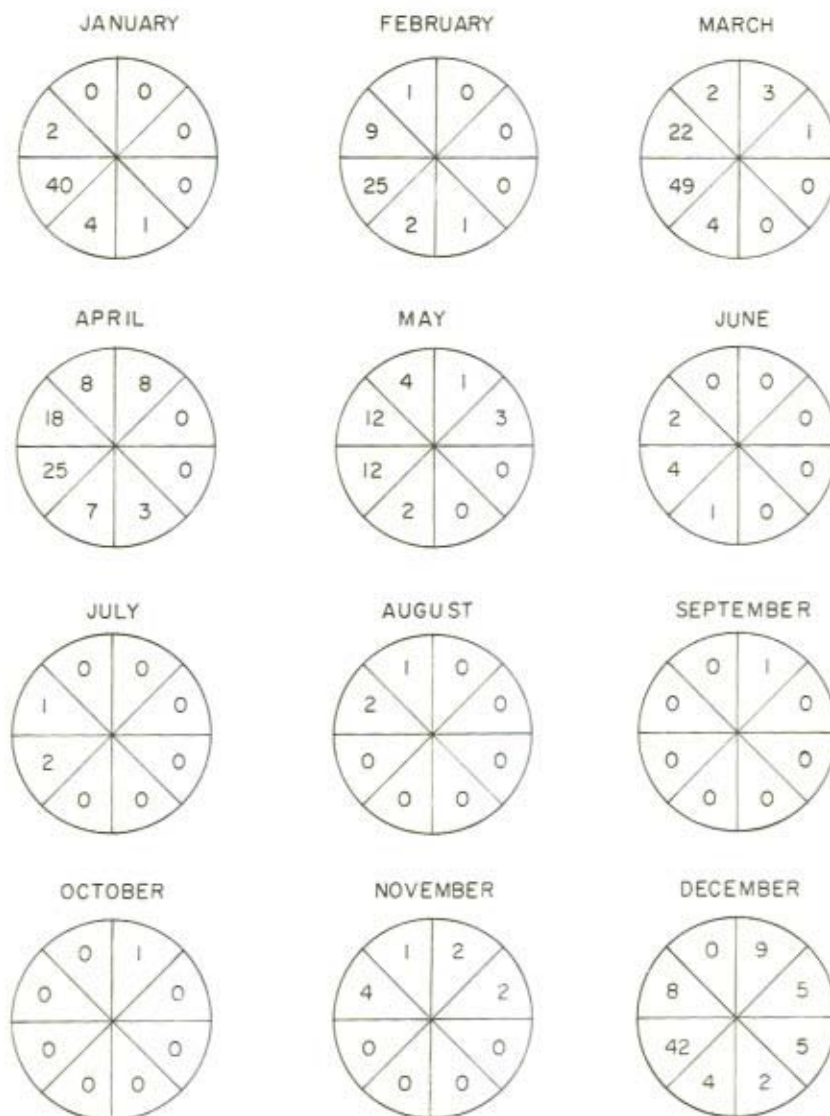 JANUARY FEBRUARY MARCH
0 0 1 0 2 3
2 0 9 0 22 1
40 0 25 0 49 0
4 1 2 1 4 0
APRIL MAY JUNE
8 8 4 1 0 0
18 0 12 3 2 0
25 0 12 0 4 0
7 3 2 0 1 0
JULY AUGUST SEPTEMBER
0 0 1 0 0 1
1 0 2 0 0 0
2 0 0 0 0 0
0 0 0 0 0 0
OCTOBER NOVEMBER DECEMBER
0 1 1 2 0 9
0 0 4 2 8 5
0 0 0 0 42 5
0 0 0 0 4 2